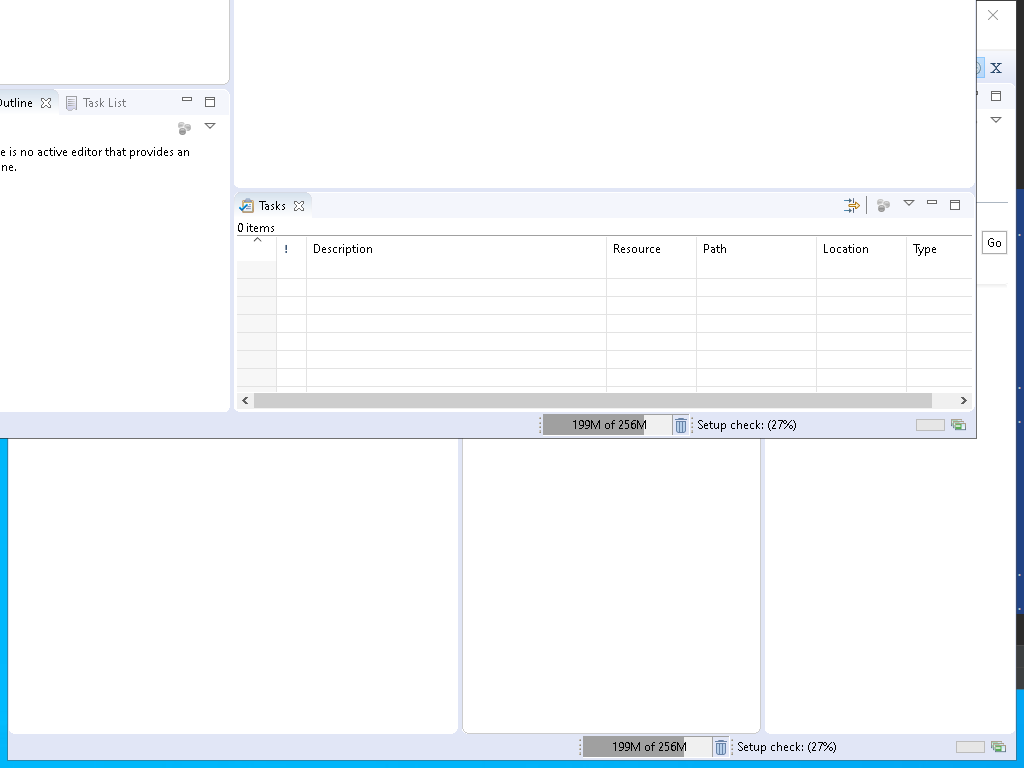 X
Outline
Task List
e is no active editor that provides an
ne.
Tasks
0 items
!
Description
Resource
Path
Location
Type
Go
199M of 256M
Setup check: (27%)
199M of 256M
Setup check: (27%)